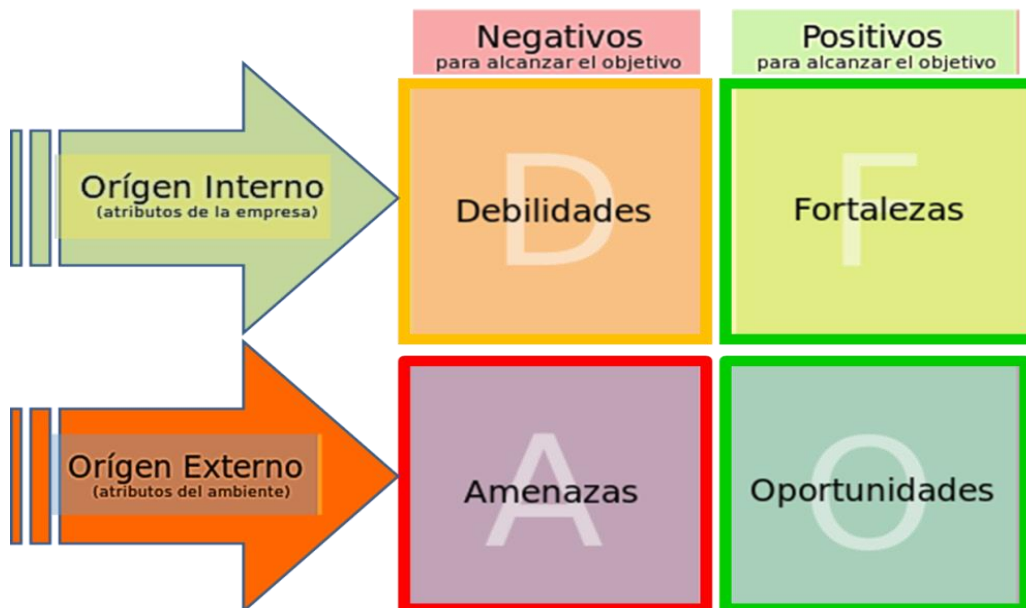 Negativos
para alcanzar el objetivo
Positivos
para alcanzar el objetivo
Orígen Interno
(atributos de la empresa)
D
Debilidades
F
Fortalezas
Orígen Externo
(atributos del ambiente)
A
Amenazas
O
Oportunidades